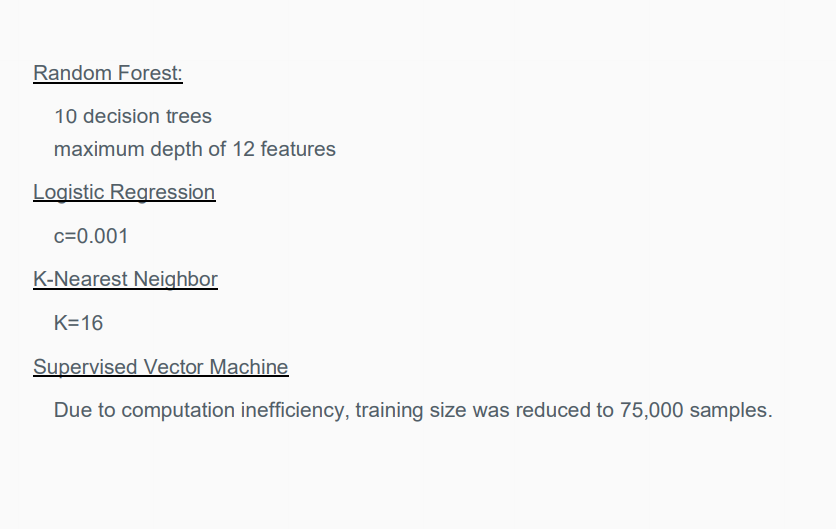 Random Forest:
10 decision trees
maximum depth of 12 features
Logistic Regression
c=0.001
K-Nearest Neighbor
K=16
Supervised Vector Machine
Due to computation inefficiency, training size was reduced to 75,000 samples.